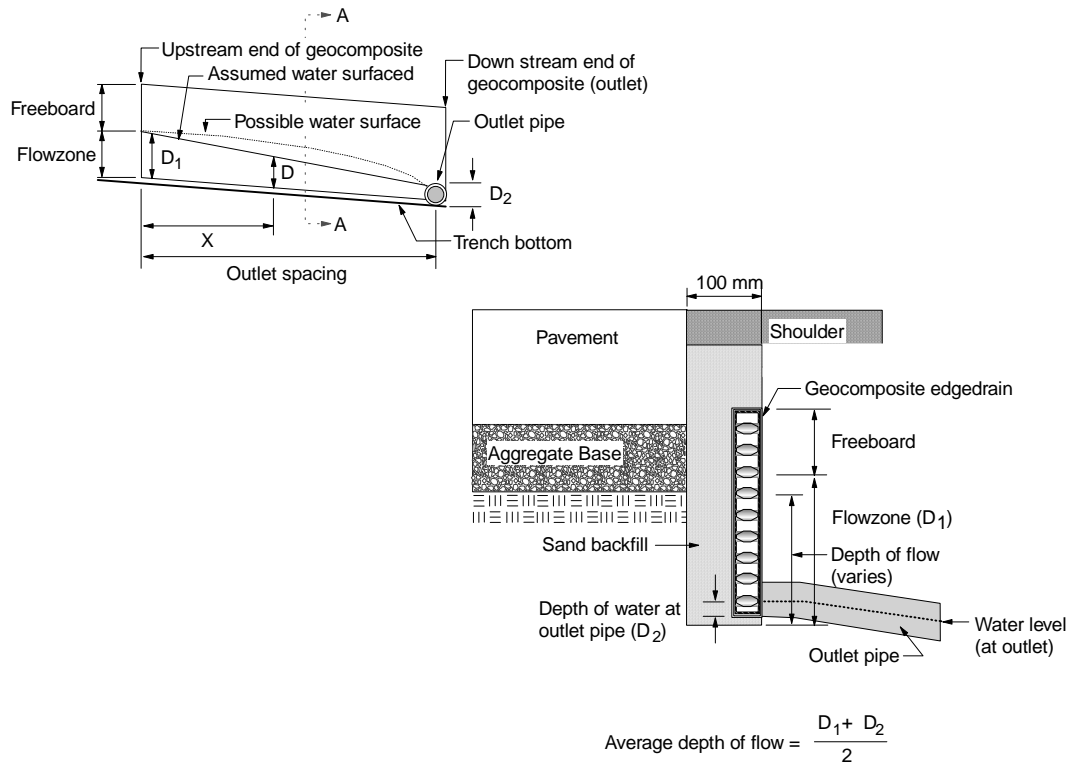 A
Upstream end of geocomposite
Assumed water surfaced
Down stream end
of geocomposite (outlet)
Freeboard
Possible water surface
Outlet pipe
Flowzone
D1
D
D2
A
X
Trench bottom
Outlet spacing
100 mm
Pavement
Shoulder
Geocomposite edgedrain
Freeboard
Aggregate Base
Flowzone (D1)
Sand backfill
Depth of flow
(varies)
Depth of water at
outlet pipe (D2)
Water level
(at outlet)
Outlet pipe
Average depth of flow = D1 + D2
2